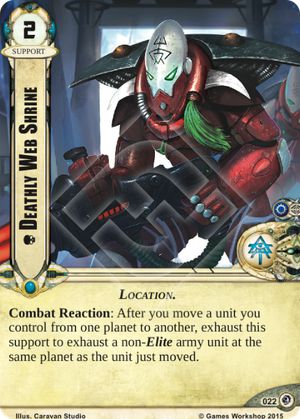 2
SUPPORT
Deathly Web Shrine
Location.
Combat Reaction: After you move a unit you
control from one planet to another, exhaust this
support to exhaust a non-Elite army unit at the
same planet as the unit just moved.
022
Illus. Caravan Studio
© Games Workshop 2015